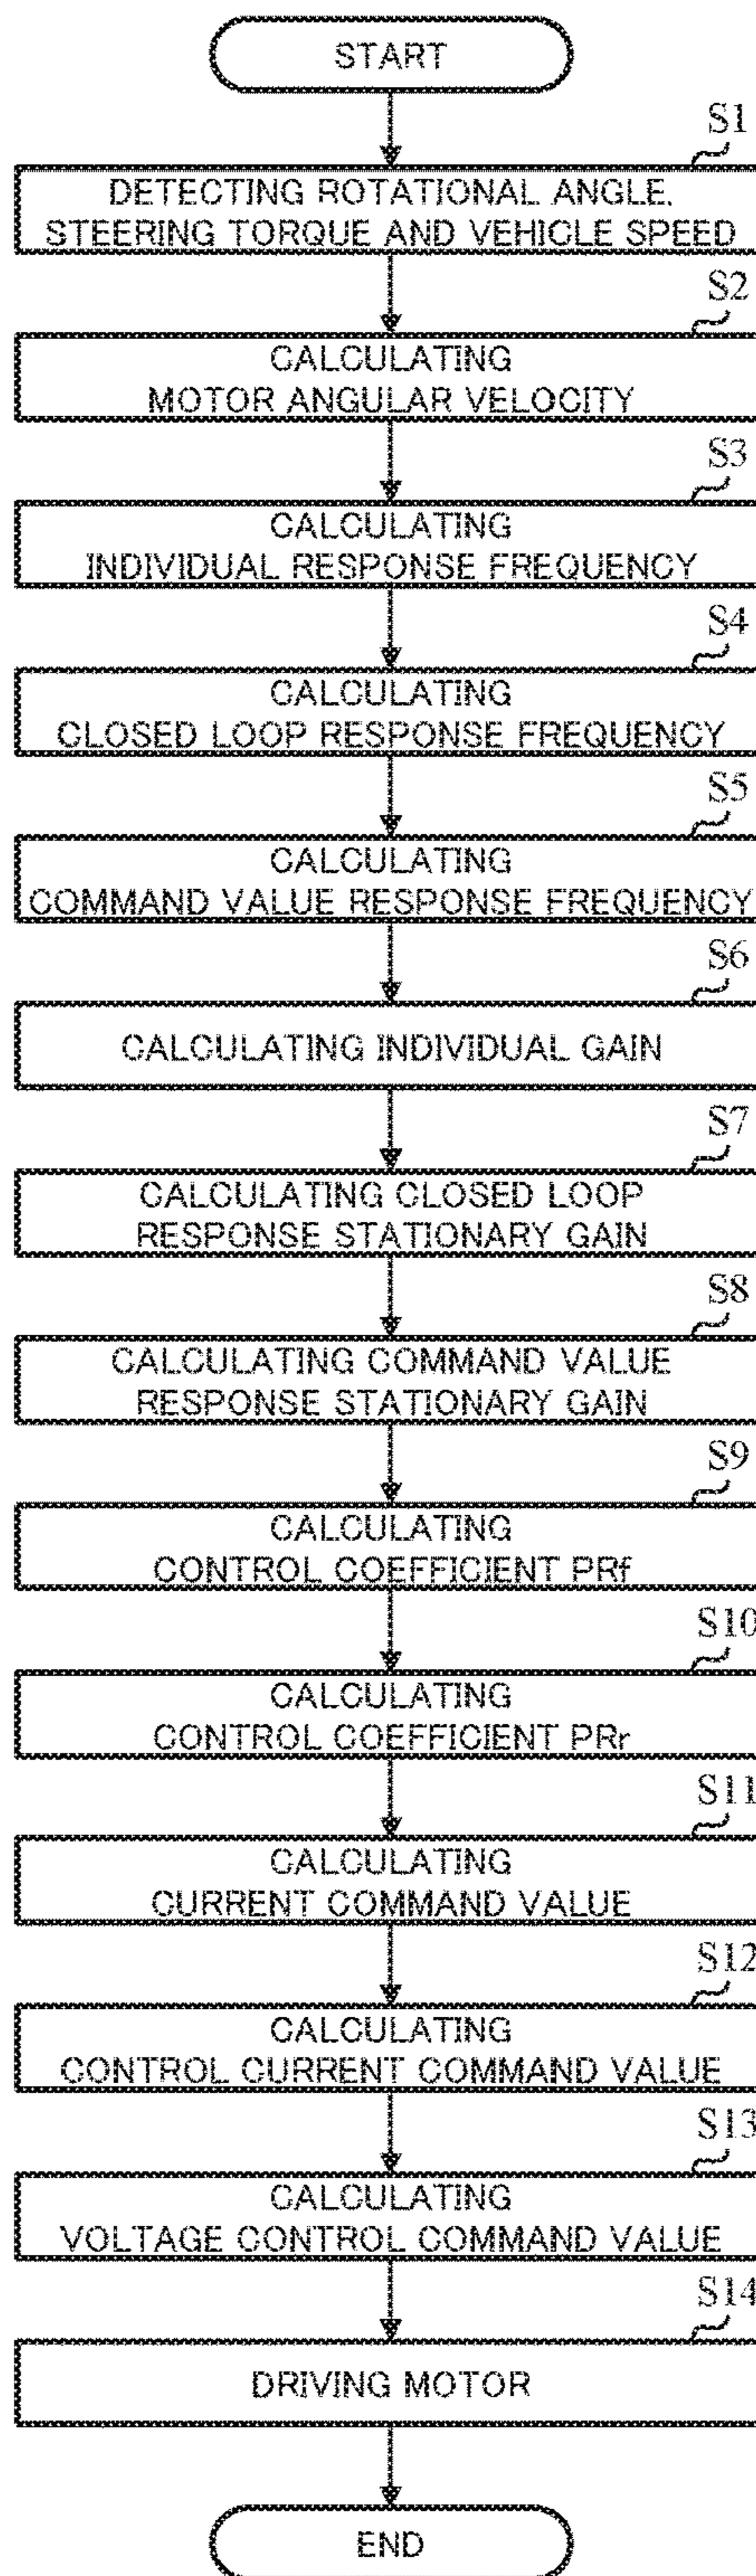 START
S1
DETECTING ROTATIONAL ANGLE,
STEERING TORQUE AND VEHICLE SPEED
S2
CALCULATING
MOTOR ANGULAR VELOCITY
S3
CALCULATING
INDIVIDUAL RESPONSE FREQUENCY
S4
CALCULATING
CLOSED LOOP RESPONSE FREQUENCY
S5
CALCULATING
COMMAND VALUE RESPONSE FREQUENCY
S6
CALCULATING INDIVIDUAL GAIN
S7
CALCULATING CLOSED LOOP
RESPONSE STATIONARY GAIN
S8
CALCULATING COMMAND VALUE
RESPONSE STATIONARY GAIN
S9
CALCULATING
CONTROL COEFFICIENT PRf
S10
CALCULATING
CONTROL COEFFICIENT PRr
S11
CALCULATING
CURRENT COMMAND VALUE
S12
CALCULATING
CONTROL CURRENT COMMAND VALUE
S13
CALCULATING
VOLTAGE CONTROL COMMAND VALUE
S14
DRIVING MOTOR
END